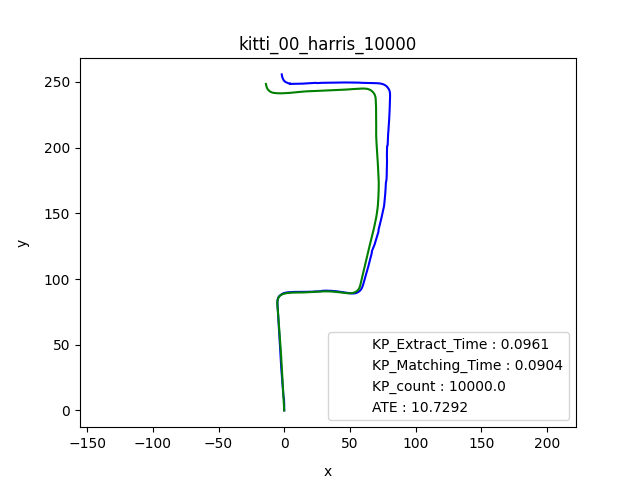 kitti_00_harris_10000
y
250
200
150
100
50
0
−150 −100 −50 0 50 100 150 200
x
KP_Extract_Time : 0.0961
KP_Matching_Time : 0.0904
KP_count : 10000.0
ATE : 10.7292